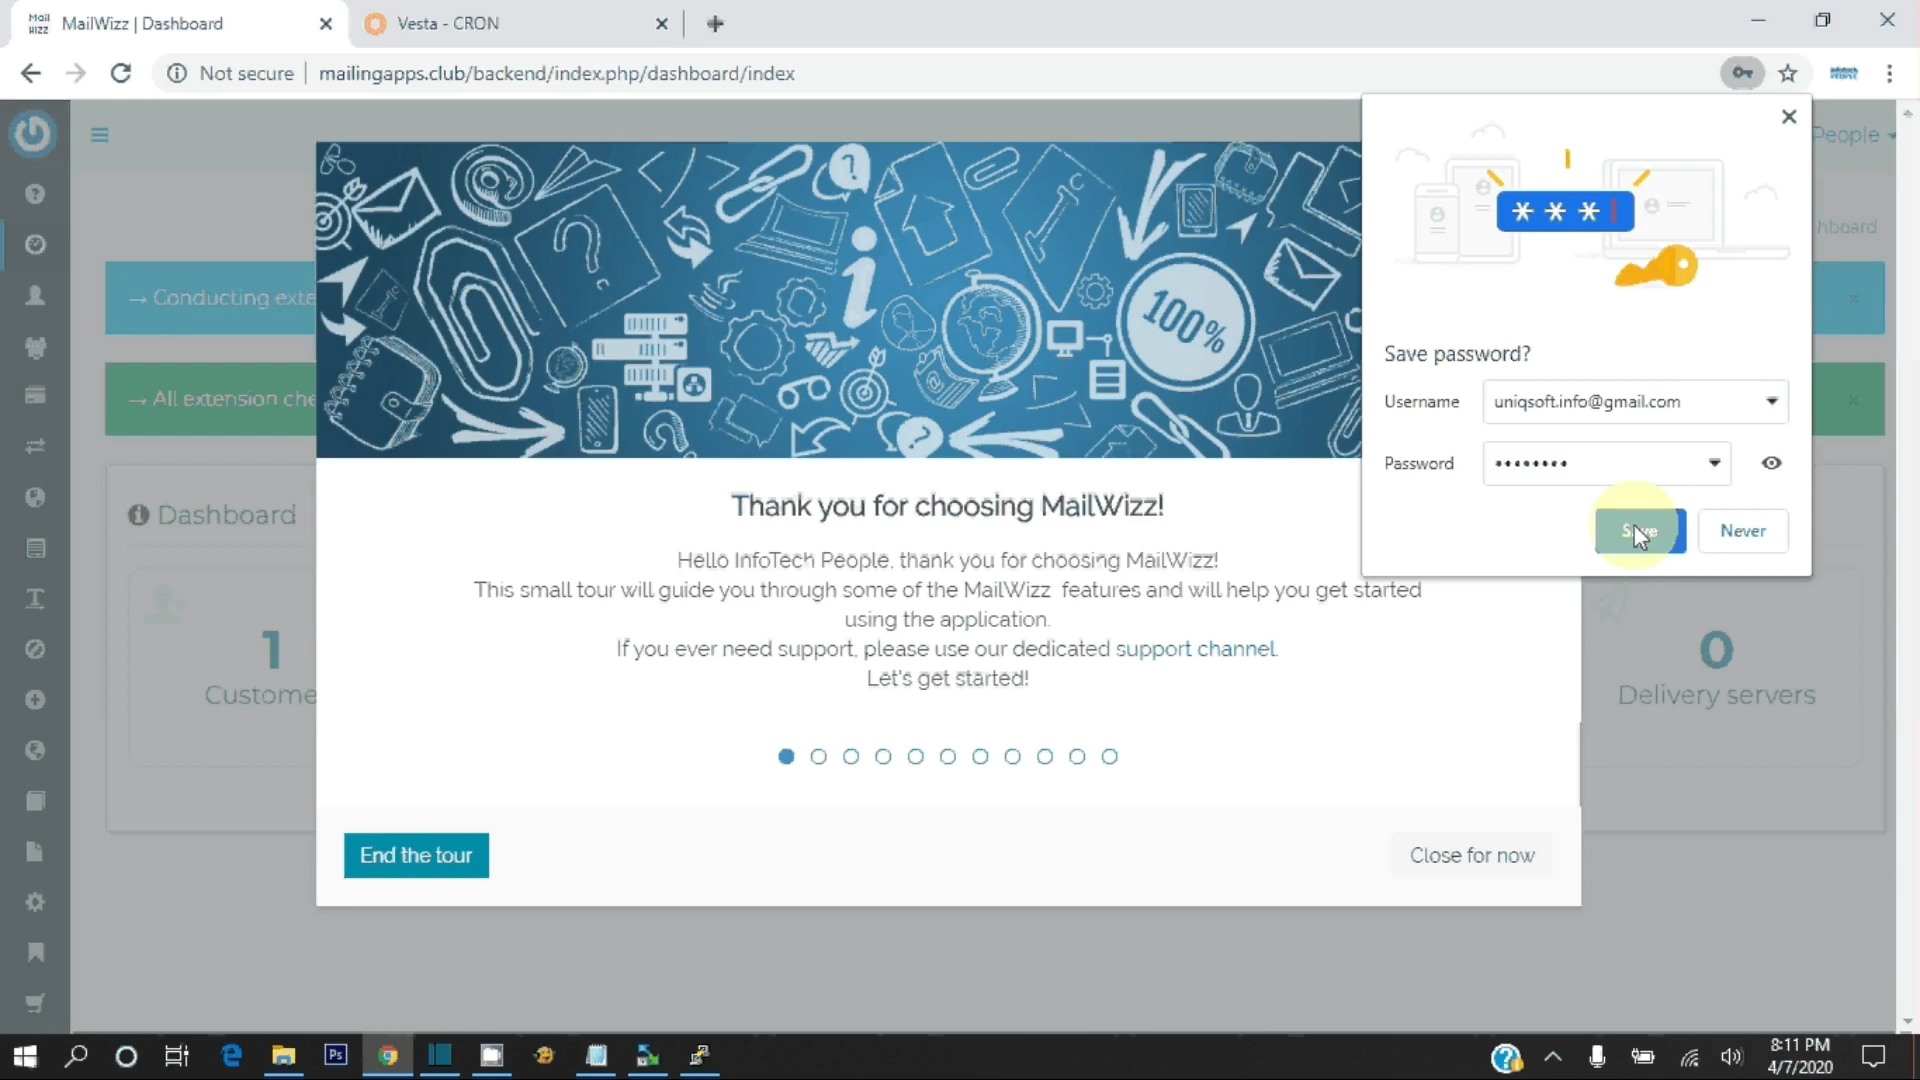 Mail
WIZZ
MailWizz | Dashboard
Vesta - CRON
Not secure
mailingapps.club/backend/index.php/dashboard/index
People
hboard
→ Conducting exte
→ All extension che
Dashboard
1
Custome
0
Delivery servers
100%
Thank you for choosing MailWizz!
Hello InfoTech People, thank you for choosing MailWizz!
This small tour will guide you through some of the MailWizz features and will help you get started
using the application.
If you ever need support, please use our dedicated support channel.
Let's get started!
End the tour
Close for now
* * *
Save password?
Username
uniqsoft.info@gmail.com
Password
••••••••
Save
Never
Ps
8:11 PM
4/7/2020